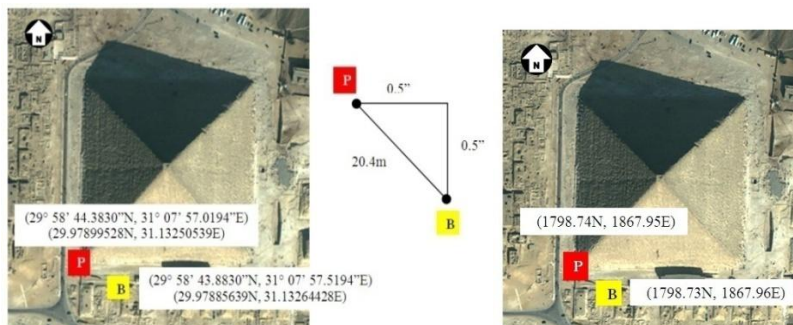 N
(29° 58’ 44.3830”N, 31° 07’ 57.0194”E)
(29.97899528N, 31.13250539E)
P
B
(29° 58’ 43.8830”N, 31° 07’ 57.5194”E)
(29.97885639N, 31.13264428E)
P
0.5”
0.5”
20.4m
B
N
(1798.74N, 1867.95E)
P
B
(1798.73N, 1867.96E)